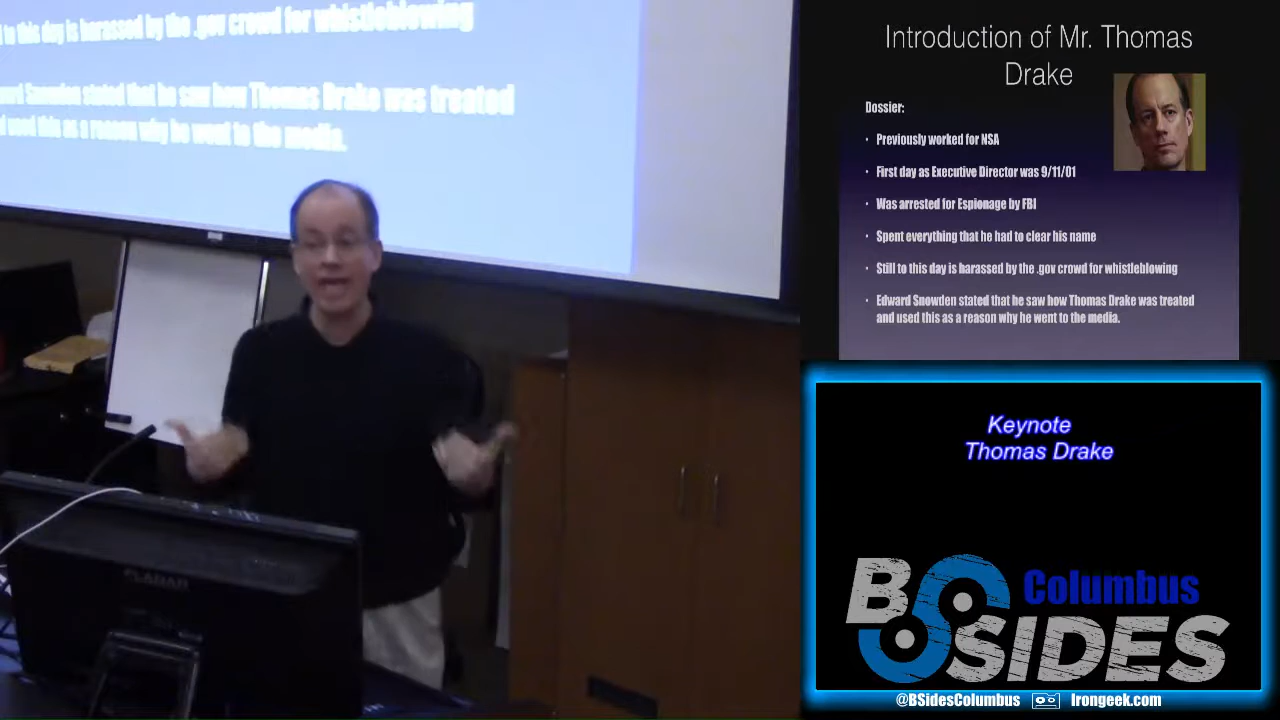 to this day is harassed by the .gov crowd for whistleblowing
Snowden stated that he saw how Thomas Drake was treated
used this as a reason why he went to the media.
PLANAR
Introduction of Mr. Thomas
Drake
Dossier:
• Previously worked for NSA
• First day as Executive Director was 9/11/01
• Was arrested for Espionage by FBI
• Spent everything that he had to clear his name
• Still to this day is harassed by the .gov crowd for whistleblowing
• Edward Snowden stated that he saw how Thomas Drake was treated
and used this as a reason why he went to the media.
Keynote
Thomas Drake
BSIDES
Columbus
@BSidesColumbus Irongeek.com